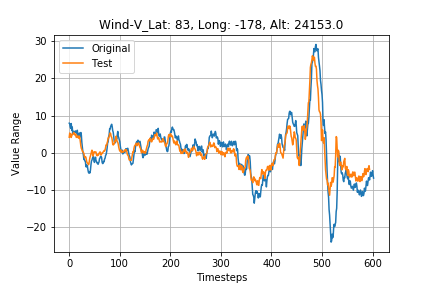 Wind-V_Lat: 83, Long: -178, Alt: 24153.0
Original
Test
Value Range
30
20
10
0
−10
−20
0 100 200 300 400 500 600
Timesteps